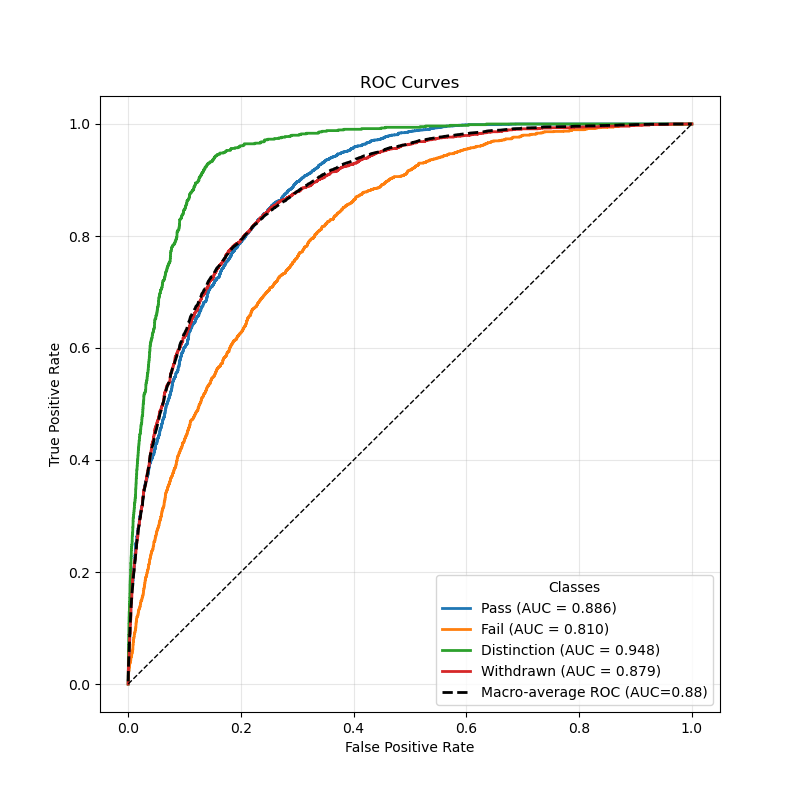 ROC Curves
True Positive Rate
1.0
0.8
0.6
0.4
0.2
0.0
Classes
Pass (AUC = 0.886)
Fail (AUC = 0.810)
Distinction (AUC = 0.948)
Withdrawn (AUC = 0.879)
Macro-average ROC (AUC=0.88)
0.0 0.2 0.4 0.6 0.8 1.0
False Positive Rate